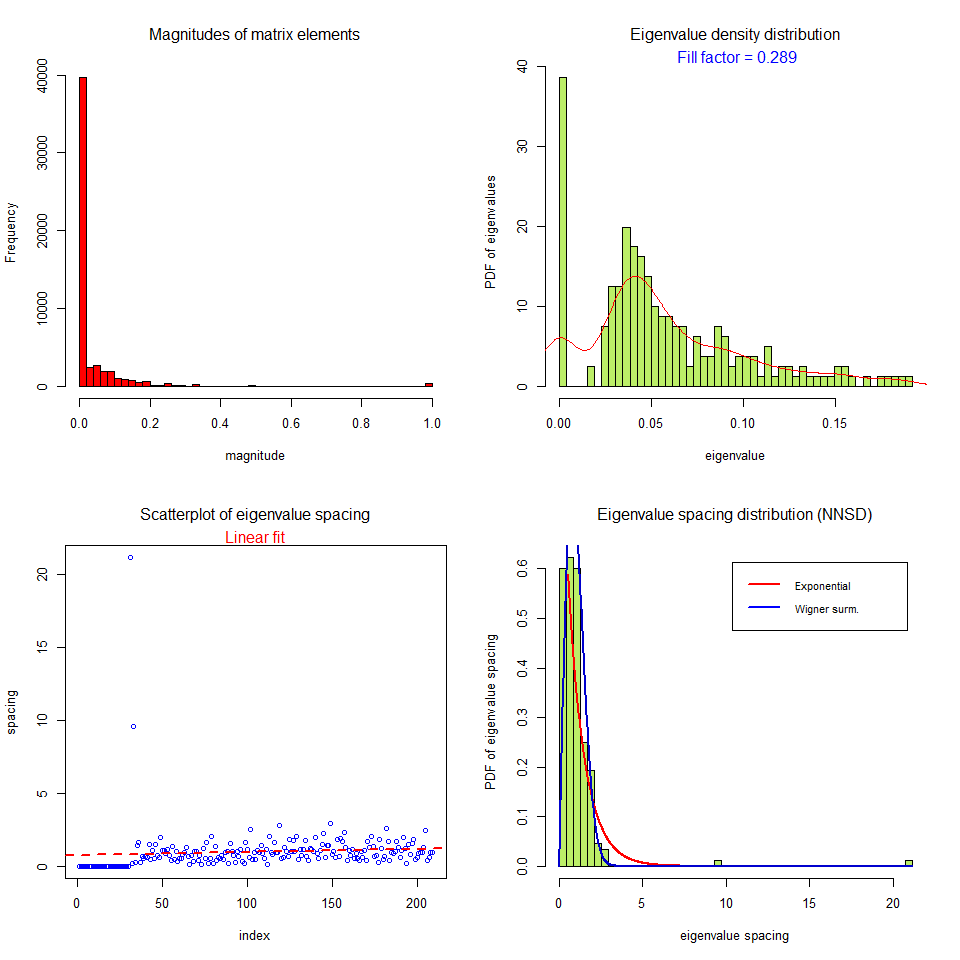 Magnitudes of matrix elements
Frequency
0 10000 20000 30000 40000
0.0 0.2 0.4 0.6 0.8 1.0
magnitude
Eigenvalue density distribution
Fill factor = 0.289
PDF of eigenvalues
0 10 20 30 40
0.00 0.05 0.10 0.15
eigenvalue
Scatterplot of eigenvalue spacing
Linear fit
spacing
0 5 10 15 20
0 50 100 150 200
index
Eigenvalue spacing distribution (NNSD)
Exponential
Wigner surm.
PDF of eigenvalue spacing
0.0 0.1 0.2 0.3 0.4 0.5 0.6
0 5 10 15 20
eigenvalue spacing